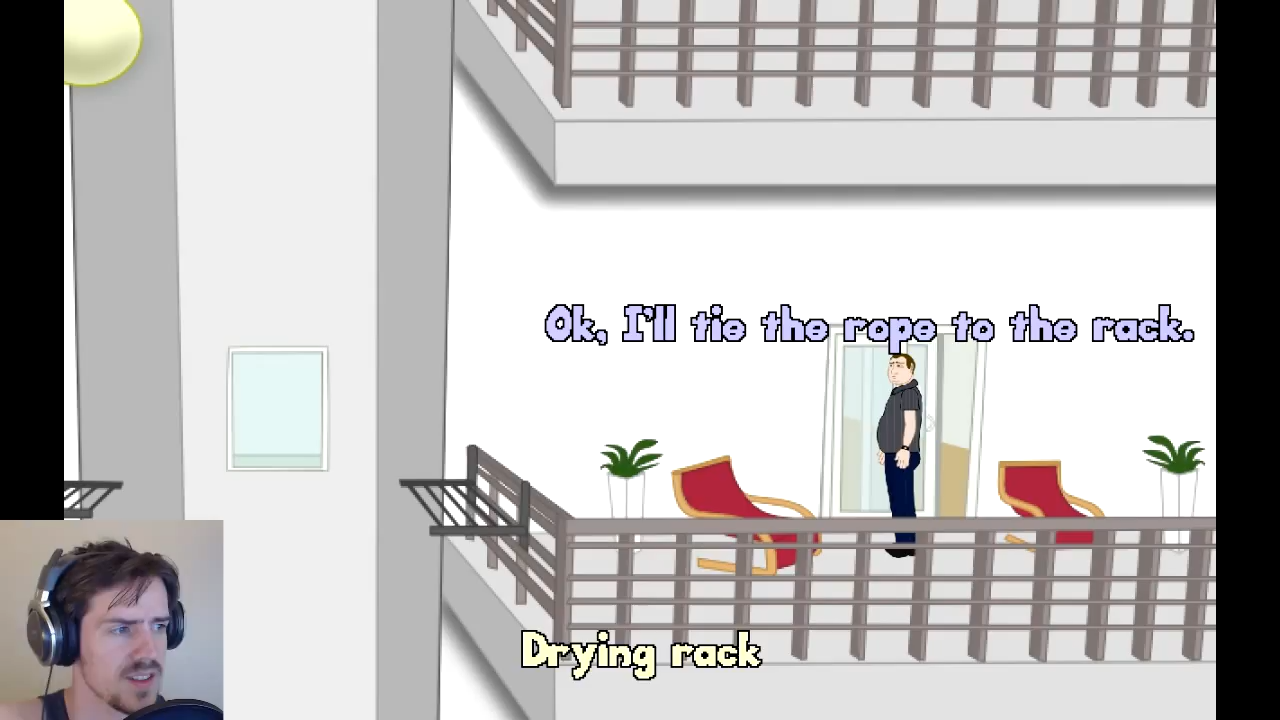 Ok, I'll tie the rope to the rack.
Drying rack